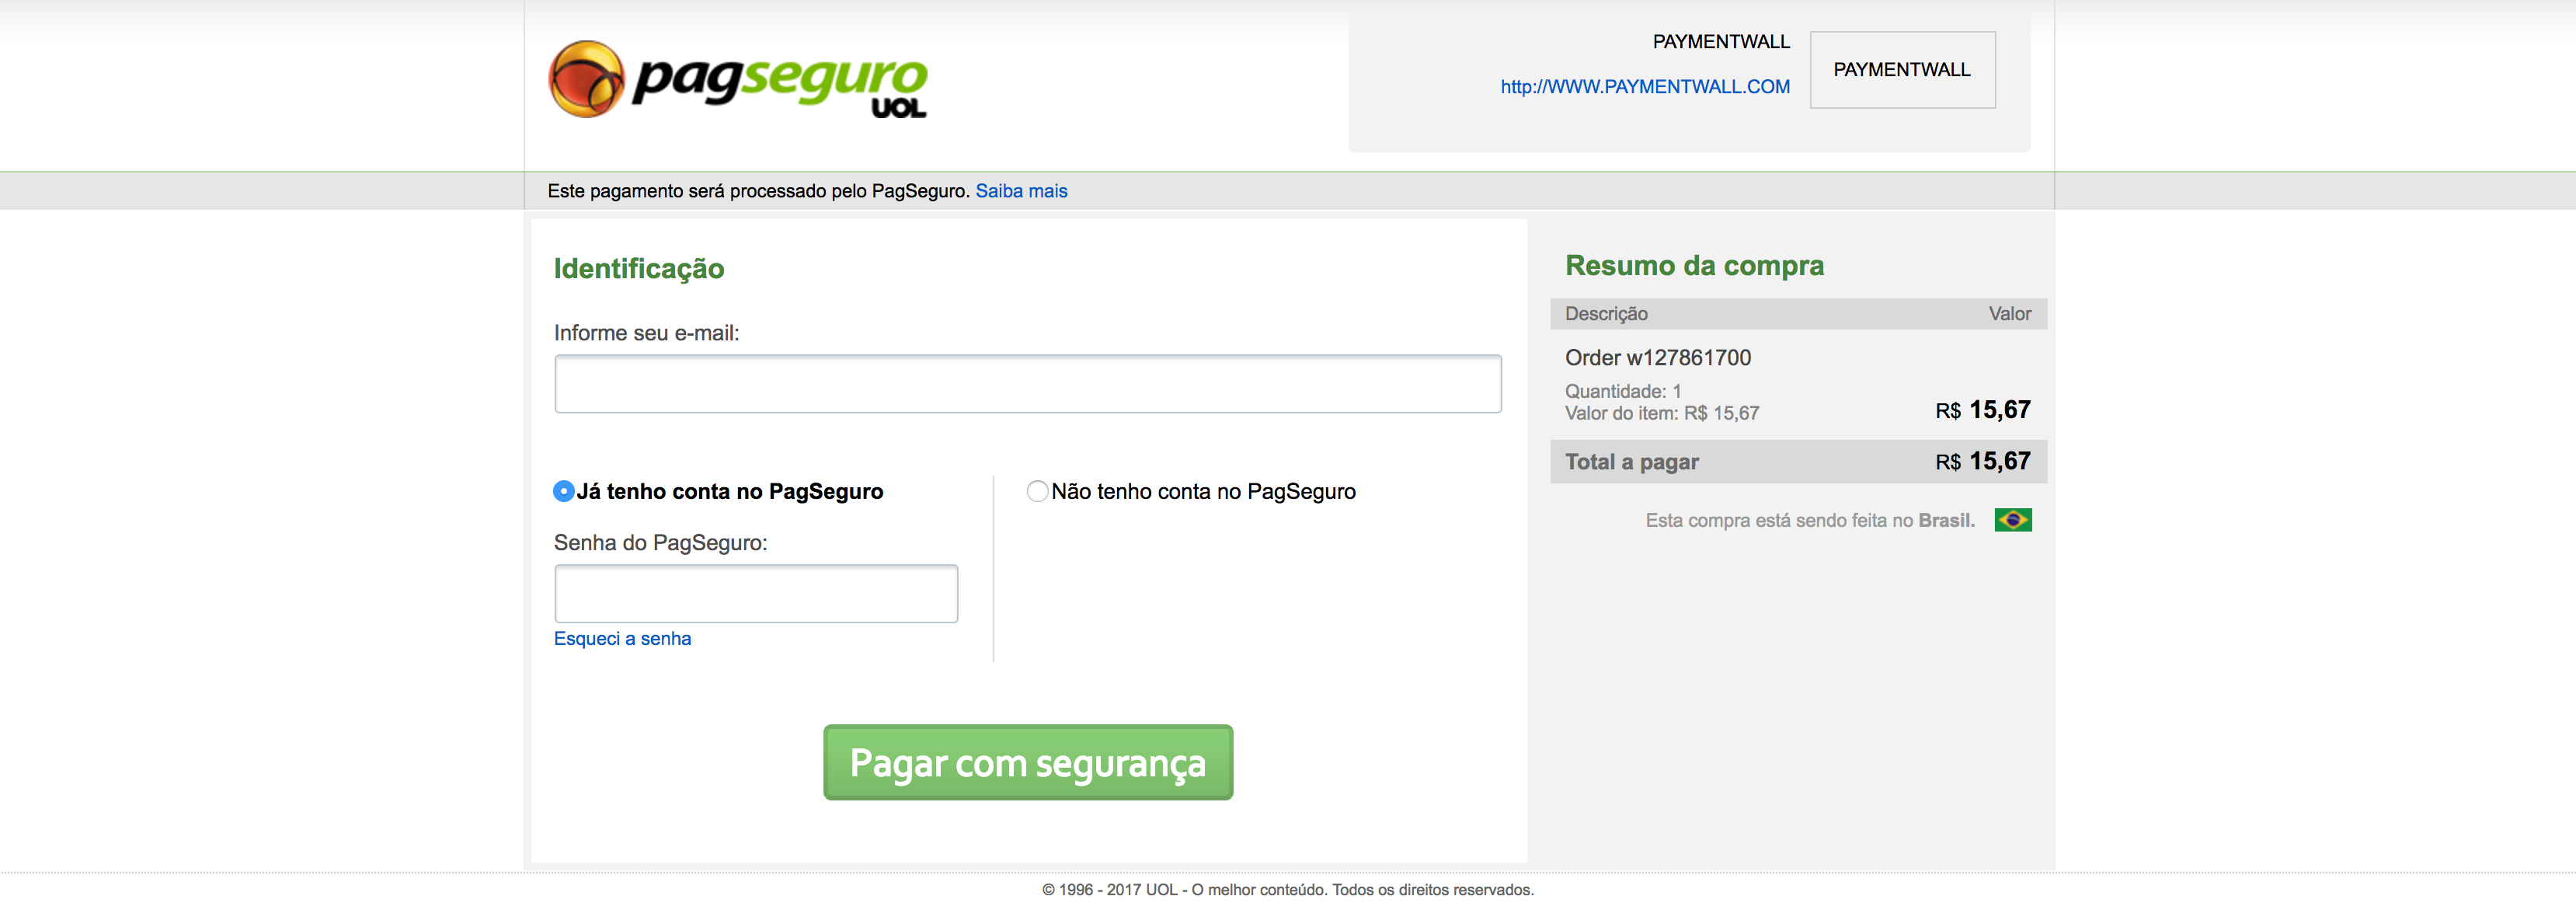 pagseguro
UOL
PAYMENTWALL
http://WWW.PAYMENTWALL.COM
PAYMENTWALL
Este pagamento será processado pelo PagSeguro. Saiba mais
Identificação
Informe seu e-mail:
Já tenho conta no PagSeguro
Senha do PagSeguro:
Esqueci a senha
Não tenho conta no PagSeguro
Pagar com segurança
Resumo da compra
Descrição Valor
Order w127861700
Quantidade: 1
Valor do item: R$ 15,67 R$ 15,67
Total a pagar R$ 15,67
Esta compra está sendo feita no Brasil.
© 1996 - 2017 UOL - O melhor conteúdo. Todos os direitos reservados.